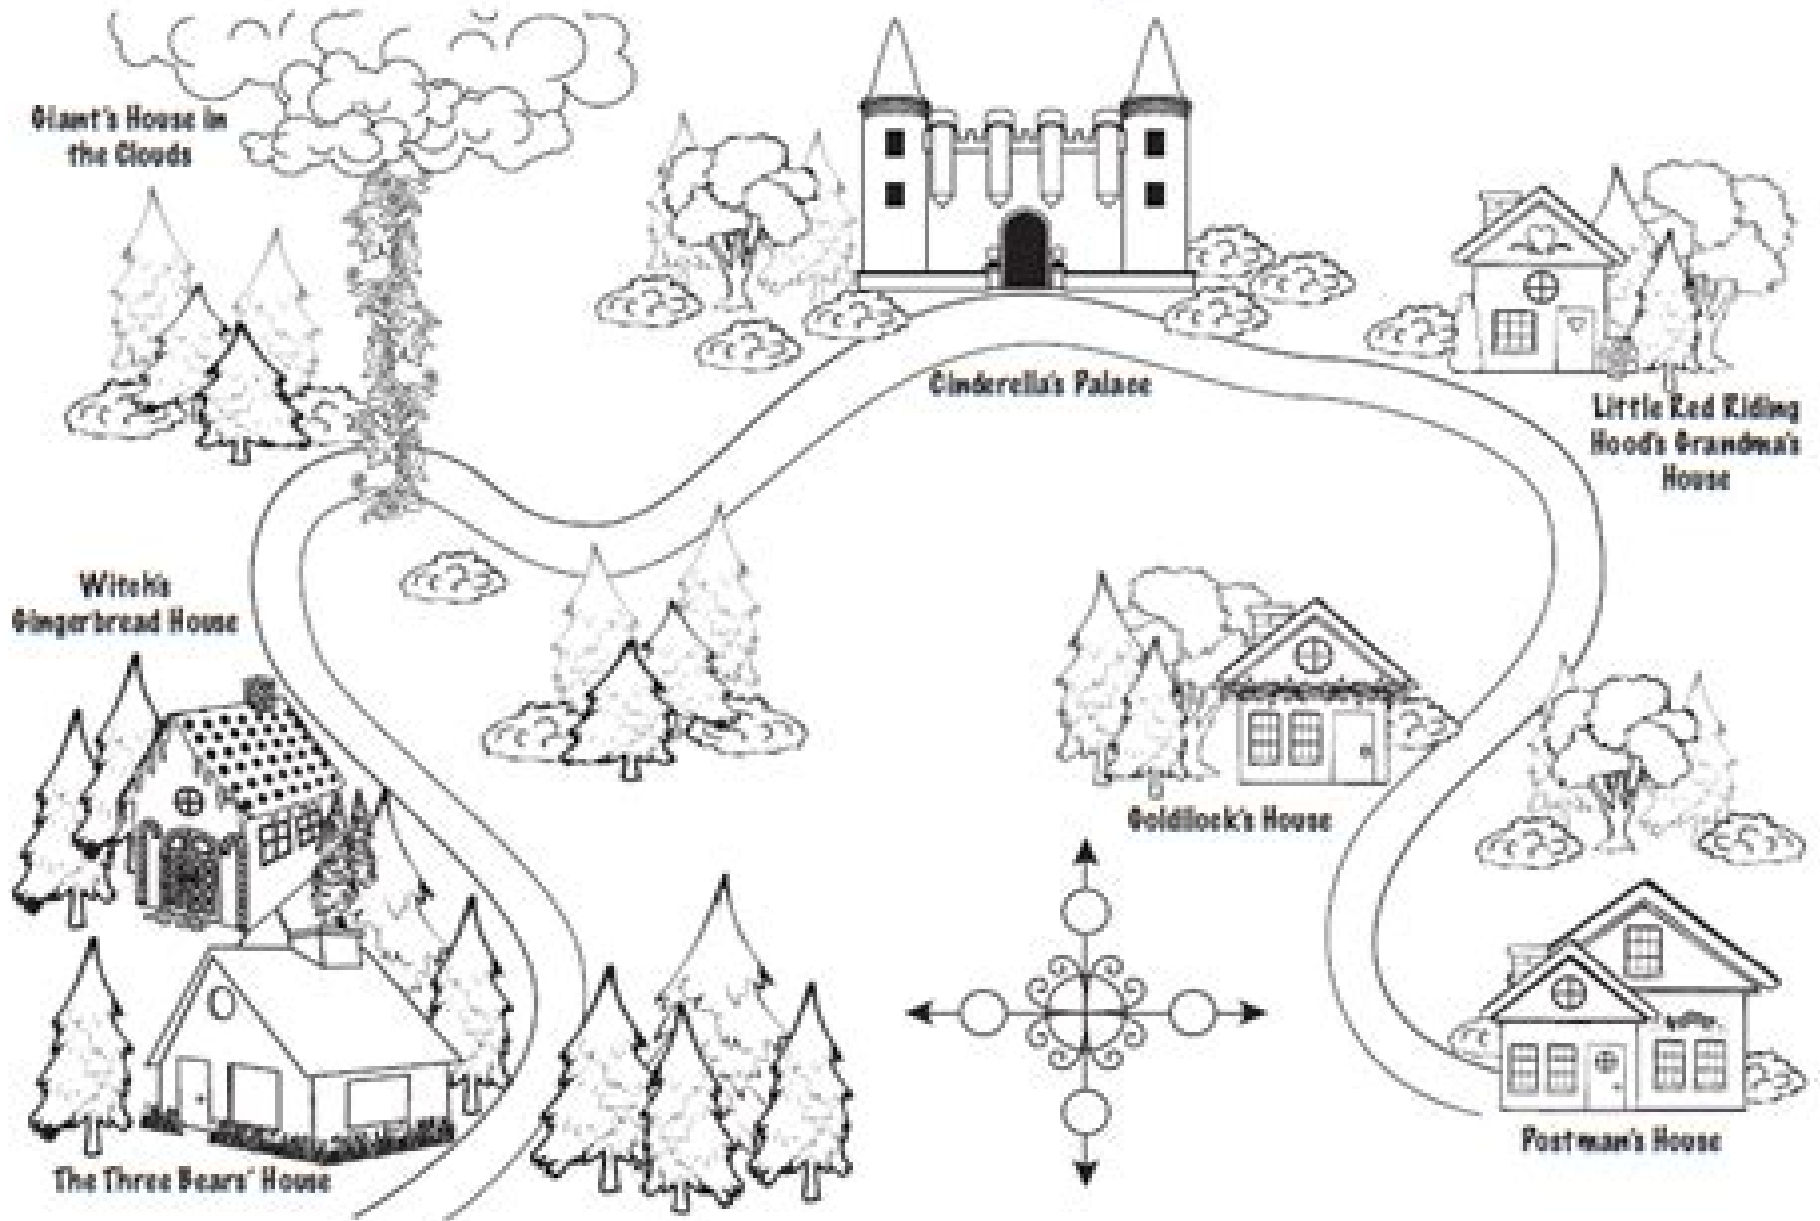 Giant's House in
the Clouds
Cinderella's Palace
Little Red Riding
Hood's Grandma's
House
Witch's
Gingerbread House
Goldilock's House
The Three Bears' House
Postman's House